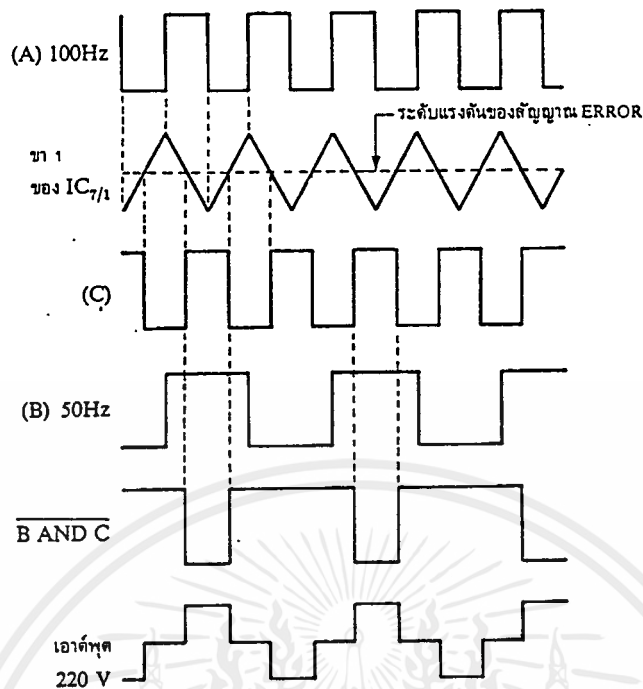 (A) 100Hz
ระดับแรงดันของสัญญาณ ERROR
ขา 1
ของ IC7/1
(C)
(B) 50Hz
B AND C
เอาต์พุต
220 V